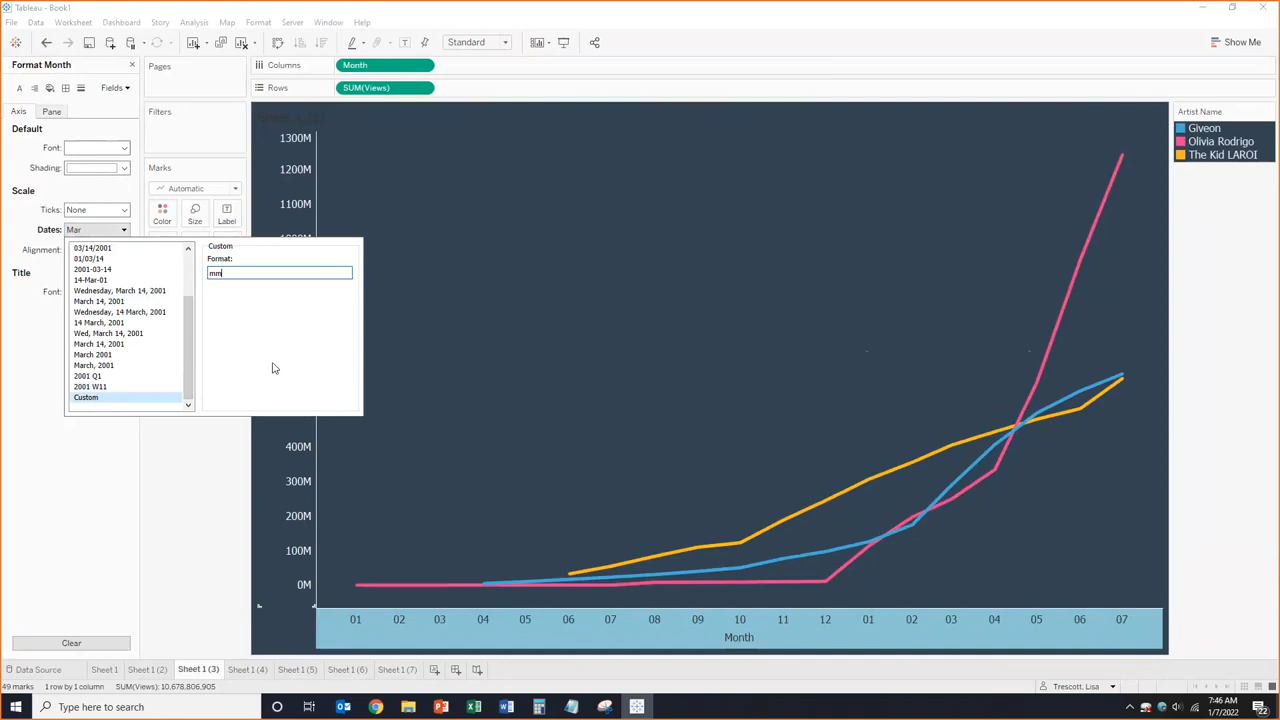 Tableau - Book1
File Data Worksheet Dashboard Story Analysis Map Format Server Window Help
Standard
Show Me
Format Month
Fields
Axis Pane
Default
Font:
Shading:
Scale
Ticks: None
Dates: Mar
Alignment:
Title
Font:
Clear
03/14/2001
01/03/14
2001-03-14
14-Mar-01
Wednesday, March 14, 2001
March 14, 2001
Wednesday, 14 March, 2001
14 March, 2001
Wed, March 14, 2001
March 14, 2001
March 2001
March, 2001
2001 Q1
2001 W11
Custom
Custom
Format:
mm
Pages
Filters
Marks
Automatic
Color Size Label
Columns Month
Rows SUM(Views)
1300M
1200M
1100M
400M
300M
200M
100M
0M
01 02 03 04 05 06 07 08 09 10 11 12 01 02 03 04 05 06 07
Month
Artist Name
Giveon
Olivia Rodrigo
The Kid LAROI
Data Source Sheet 1 Sheet 1 (2) Sheet 1 (3) Sheet 1 (4) Sheet 1 (5) Sheet 1 (6) Sheet 1 (7)
49 marks 1 row by 1 column SUM(Views): 10,678,806,905
Trescott, Lisa
Type here to search
7:46 AM
1/7/2022
22